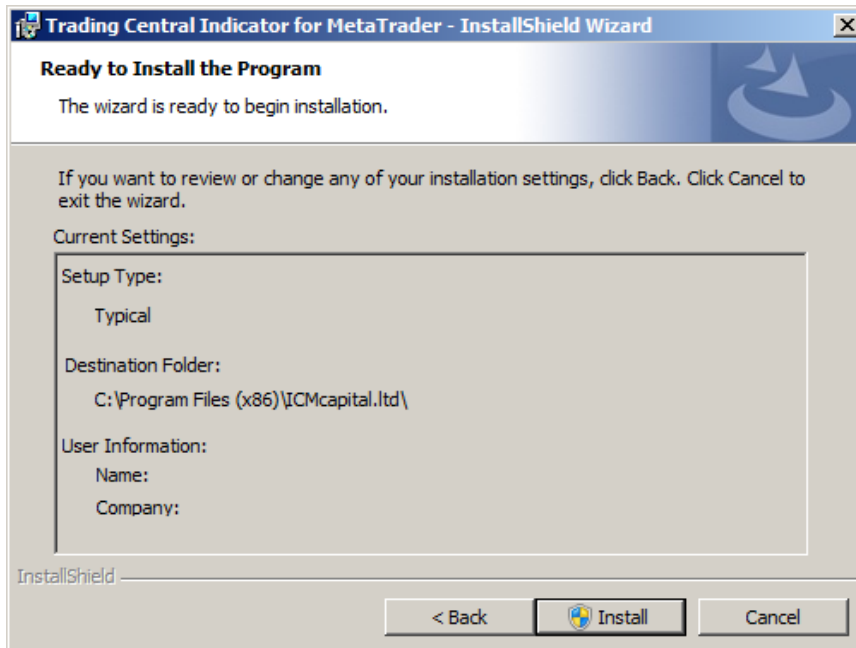 Trading Central Indicator for MetaTrader - InstallShield Wizard
Ready to Install the Program
The wizard is ready to begin installation.
If you want to review or change any of your installation settings, click Back. Click Cancel to
exit the wizard.
Current Settings:
Setup Type:
Typical
Destination Folder:
C:\Program Files (x86)\ICMcapital.ltd\
User Information:
Name:
Company:
InstallShield
< Back
Install
Cancel